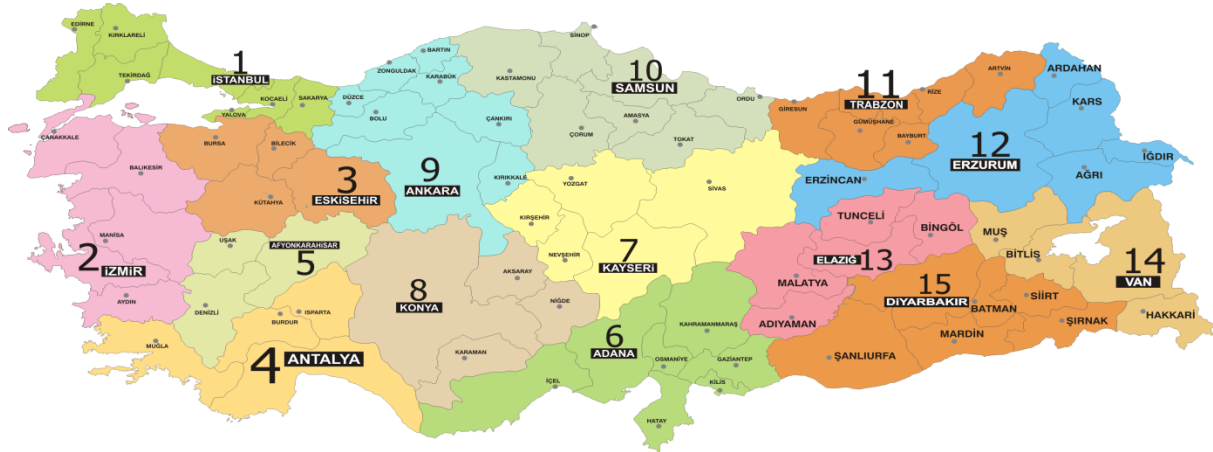 EDİRNE
KIRKLARELİ
TEKİRDAĞ
1
İSTANBUL
KOCAELİ
SAKARYA
YALOVA
ÇANAKKALE
BALIKESİR
MANİSA
2
İZMİR
AYDIN
BURSA
BİLECİK
3
ESKİSEHİR
KÜTAHYA
UŞAK
AFYONKARAHİSAR
5
DENİZLİ
ISPARTA
BURDUR
MUĞLA
4
ANTALYA
BARTIN
ZONGULDAK
KARABÜK
DÜZCE
BOLU
ÇANKIRI
9
ANKARA
KIRIKKALE
SİNOP
KASTAMONU
10
SAMSUN
ORDU
AMASYA
ÇORUM
TOKAT
YOZGAT
SİVAS
KIRŞEHİR
NEVŞEHİR
7
KAYSERİ
8
KONYA
AKSARAY
NİĞDE
KARAMAN
6
ADANA
KAHRAMANMARAŞ
OSMANİYE
GAZİANTEP
KİLİS
İÇEL
HATAY
ARTVİN
RİZE
11
TRABZON
GİRESUN
GÜMÜŞHANE
BAYBURT
ARDAHAN
KARS
12
ERZURUM
IĞDIR
AĞRI
ERZİNCAN
TUNCELİ
BİNGÖL
ELAZIĞ
13
MALATYA
ADIYAMAN
MUŞ
BİTLİS
14
VAN
HAKKARİ
15
DİYARBAKIR
SİİRT
BATMAN
ŞIRNAK
MARDİN
ŞANLIURFA